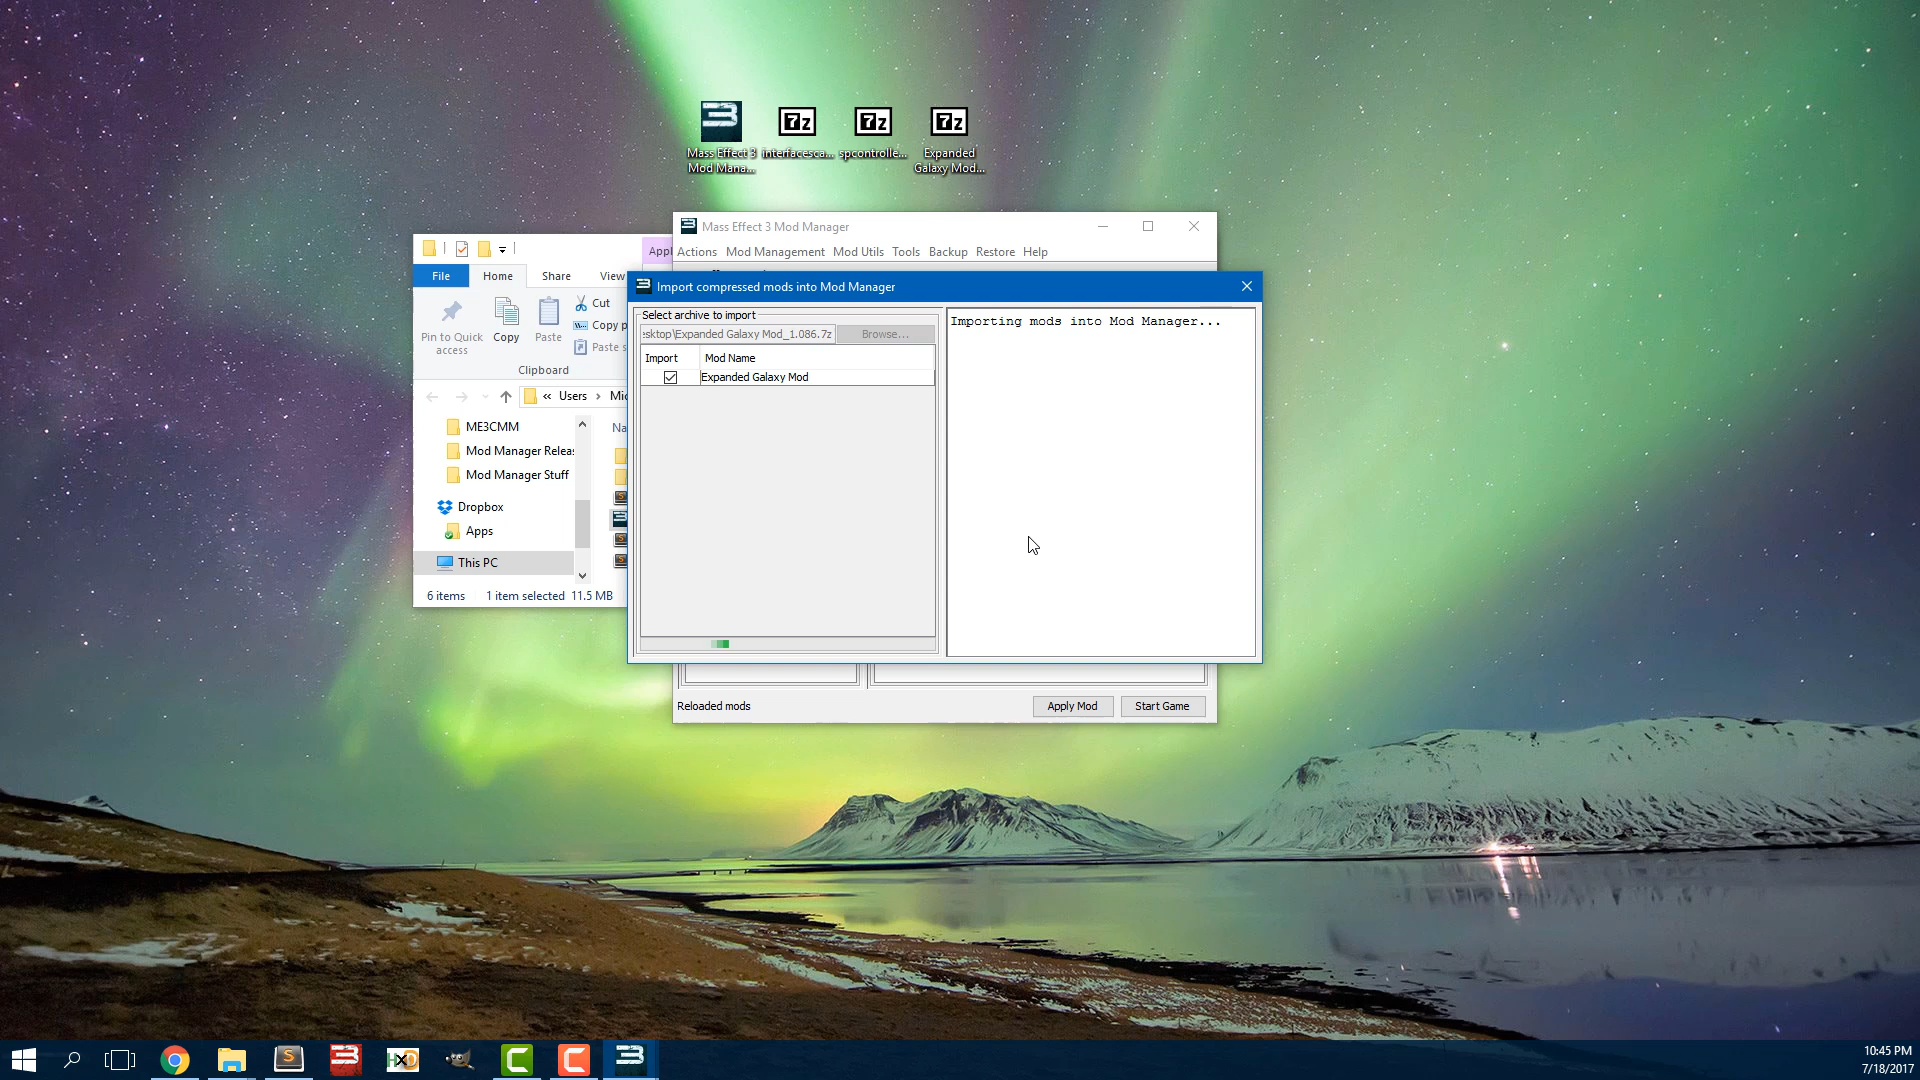 Mass Effect 3
Mod Mana...
interfacesca...
spcontrolle...
Expanded
Galaxy Mod...
Mass Effect 3 Mod Manager
Actions Mod Management Mod Utils Tools Backup Restore Help
Appl
File Home Share View
Pin to Quick
access
Copy
Paste
Cut
Copy p
Paste s
Clipboard
« Users > Mic
ME3CMM
Mod Manager Releas
Mod Manager Stuff
Dropbox
Apps
This PC
Na
6 items 1 item selected 11.5 MB
Import compressed mods into Mod Manager
Select archive to import
sktop\Expanded Galaxy Mod_1.086.7z Browse...
Import Mod Name
Expanded Galaxy Mod
Importing mods into Mod Manager...
Reloaded mods Apply Mod Start Game
10:45 PM
7/18/2017